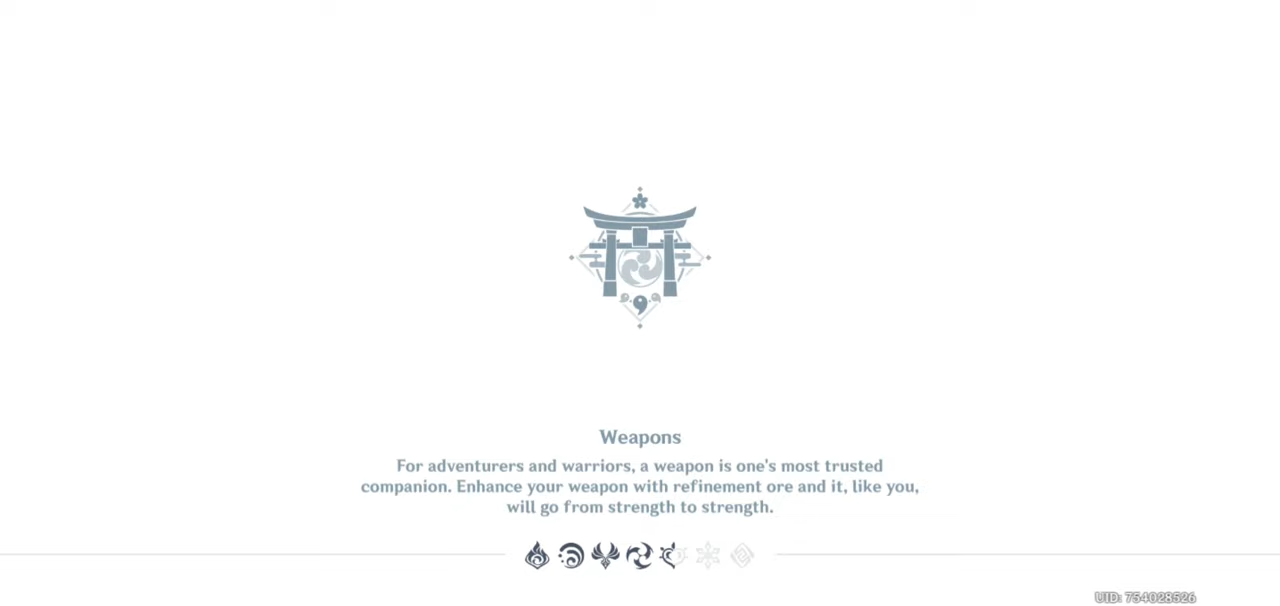 Weapons
For adventurers and warriors, a weapon is one's most trusted
companion. Enhance your weapon with refinement ore and it, like you,
will go from strength to strength.
UID: 754028526